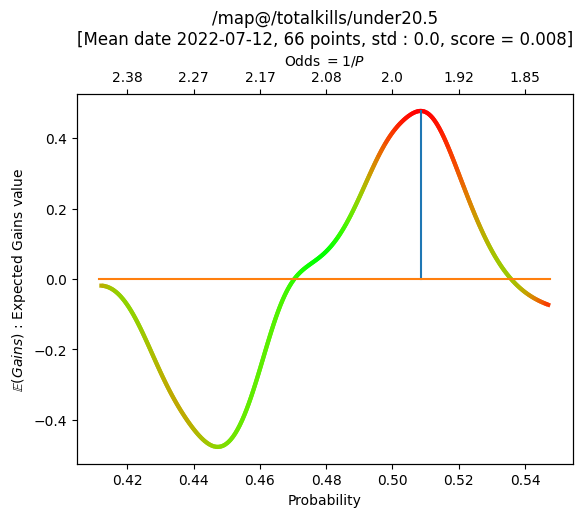 /map@/totalkills/under20.5
[Mean date 2022-07-12, 66 points, std : 0.0, score = 0.008]
Odds = 1/P
2.38 2.27 2.17 2.08 2.0 1.92 1.85
𝔼(Gains) : Expected Gains value
0.4
0.2
0.0
−0.2
−0.4
0.42 0.44 0.46 0.48 0.50 0.52 0.54
Probability